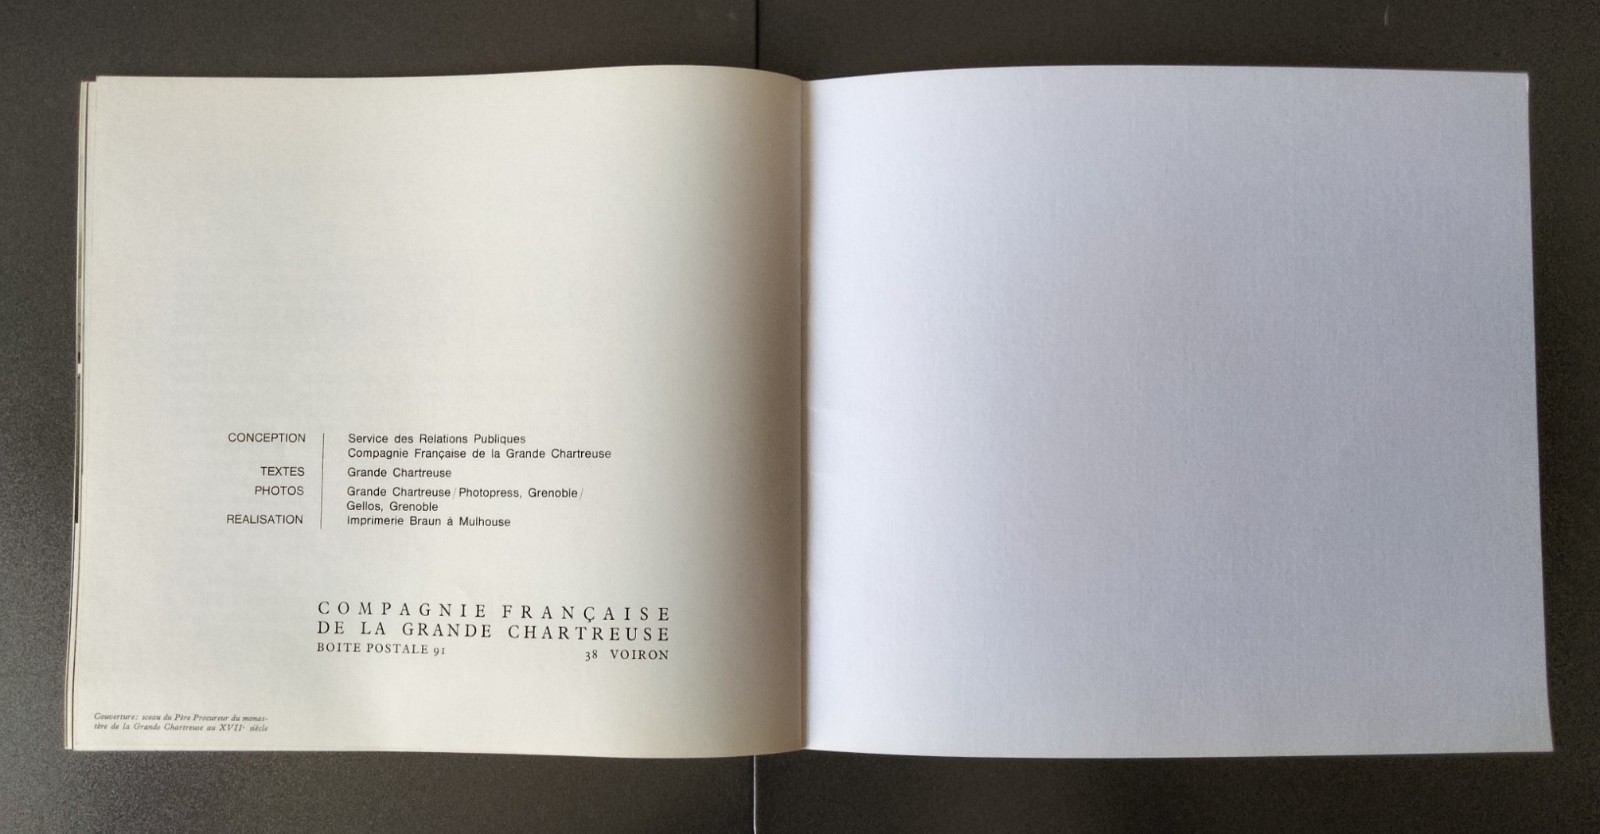 CONCEPTION Service des Relations Publiques
Compagnie Française de la Grande Chartreuse
TEXTES Grande Chartreuse
PHOTOS Grande Chartreuse / Photopress, Grenoble /
Gellos, Grenoble
RÉALISATION Imprimerie Braun à Mulhouse
COMPAGNIE FRANÇAISE
DE LA GRANDE CHARTREUSE
BOITE POSTALE 91 38 VOIRON
Couverture: sceau du Père Procureur du monas-
tère de la Grande Chartreuse au XVIIe siècle